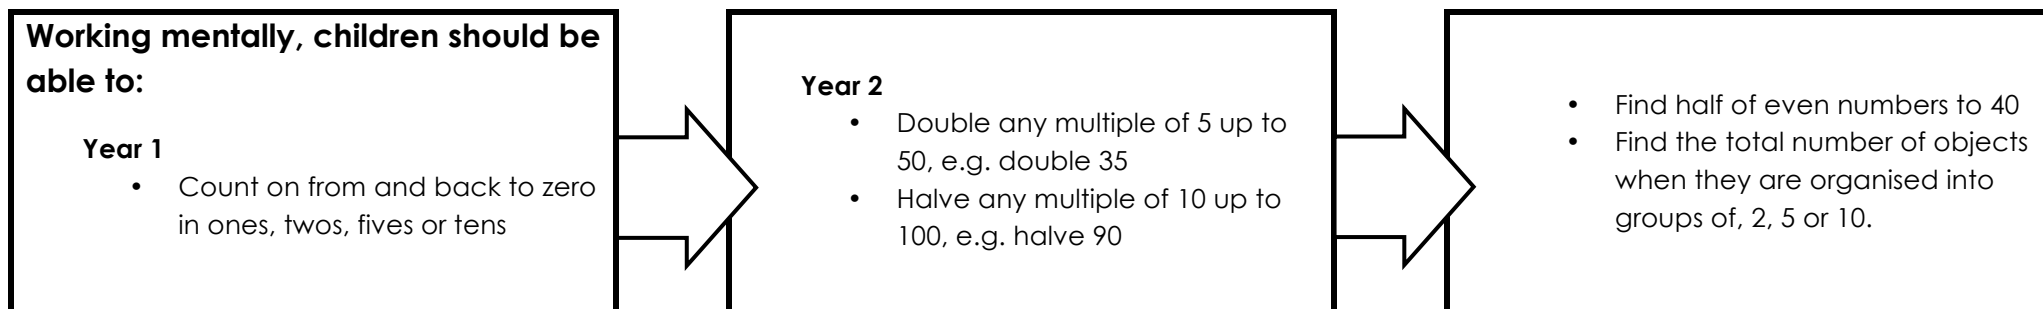 Working mentally, children should be
able to:
Year 1
• Count on from and back to zero
in ones, twos, fives or tens
Year 2
• Double any multiple of 5 up to
50, e.g. double 35
• Halve any multiple of 10 up to
100, e.g. halve 90
• Find half of even numbers to 40
• Find the total number of objects
when they are organised into
groups of, 2, 5 or 10.